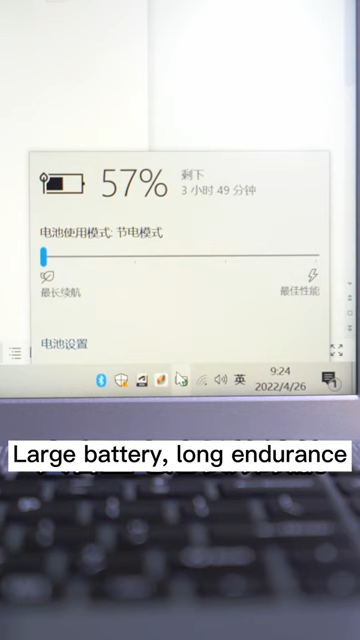 57%
剩下
3 小时 49 分钟
电池使用模式: 节电模式
最长续航
最佳性能
电池设置
英
9:24
2022/4/26
1
Large battery, long endurance